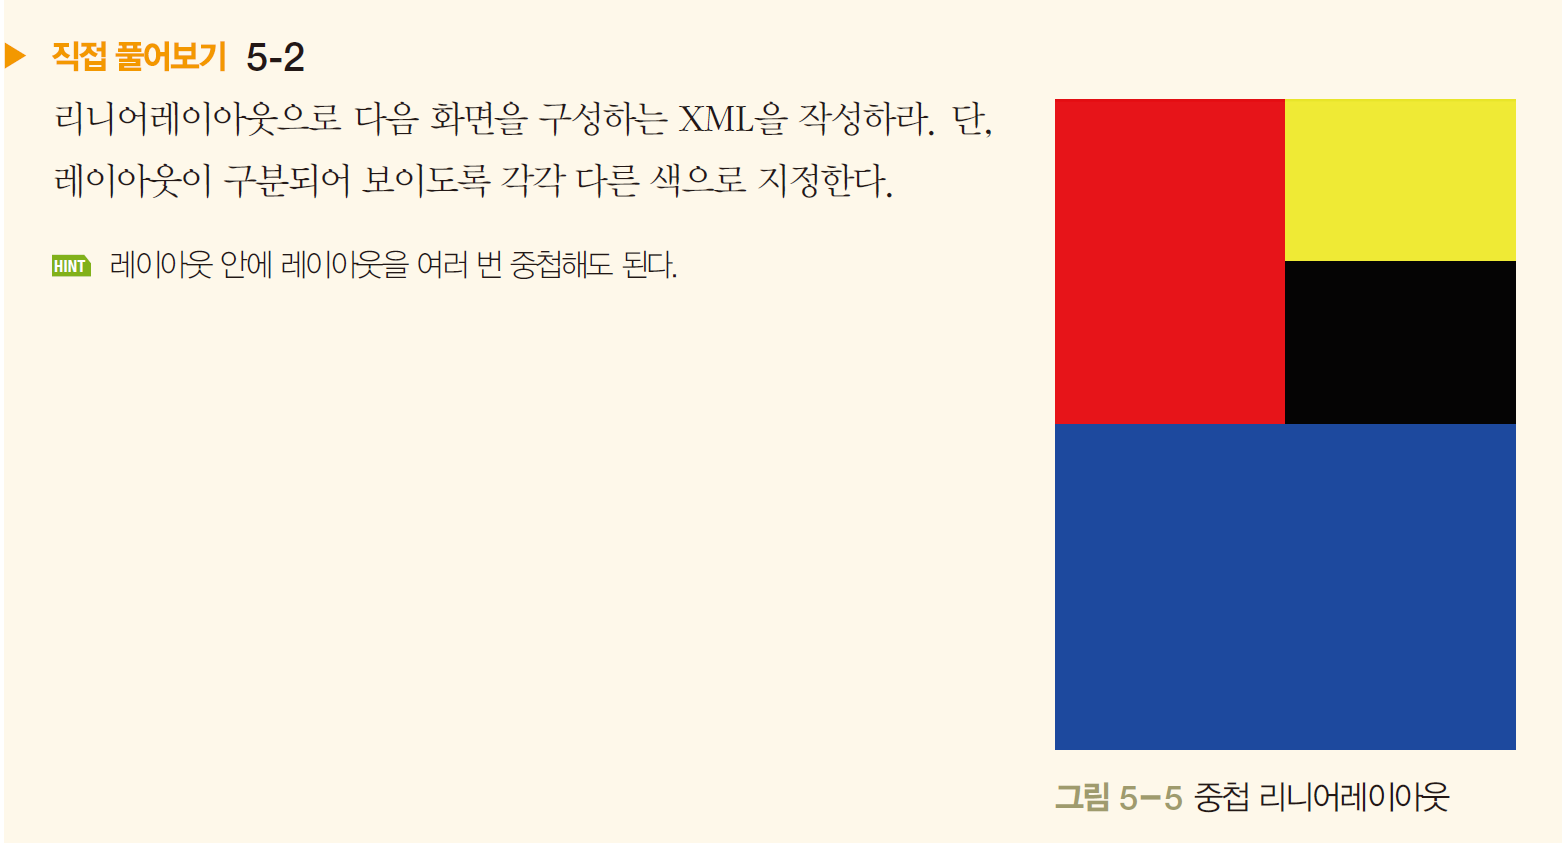 직접 풀어보기 5-2
리니어레이아웃으로 다음 화면을 구성하는 XML을 작성하라. 단,
레이아웃이 구분되어 보이도록 각각 다른 색으로 지정한다.
HINT 레이아웃 안에 레이아웃을 여러 번 중첩해도 된다.
그림 5-5 중첩 리니어레이아웃